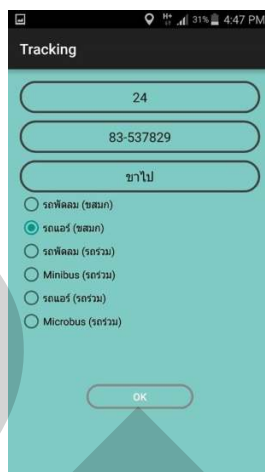 H+ 31% 4:47 PM
Tracking
24
83-537829
ขาไป
รถพัดลม (ขสมก)
รถแอร์ (ขสมก)
รถพัดลม (รถร่วม)
Minibus (รถร่วม)
รถแอร์ (รถร่วม)
Microbus (รถร่วม)
OK